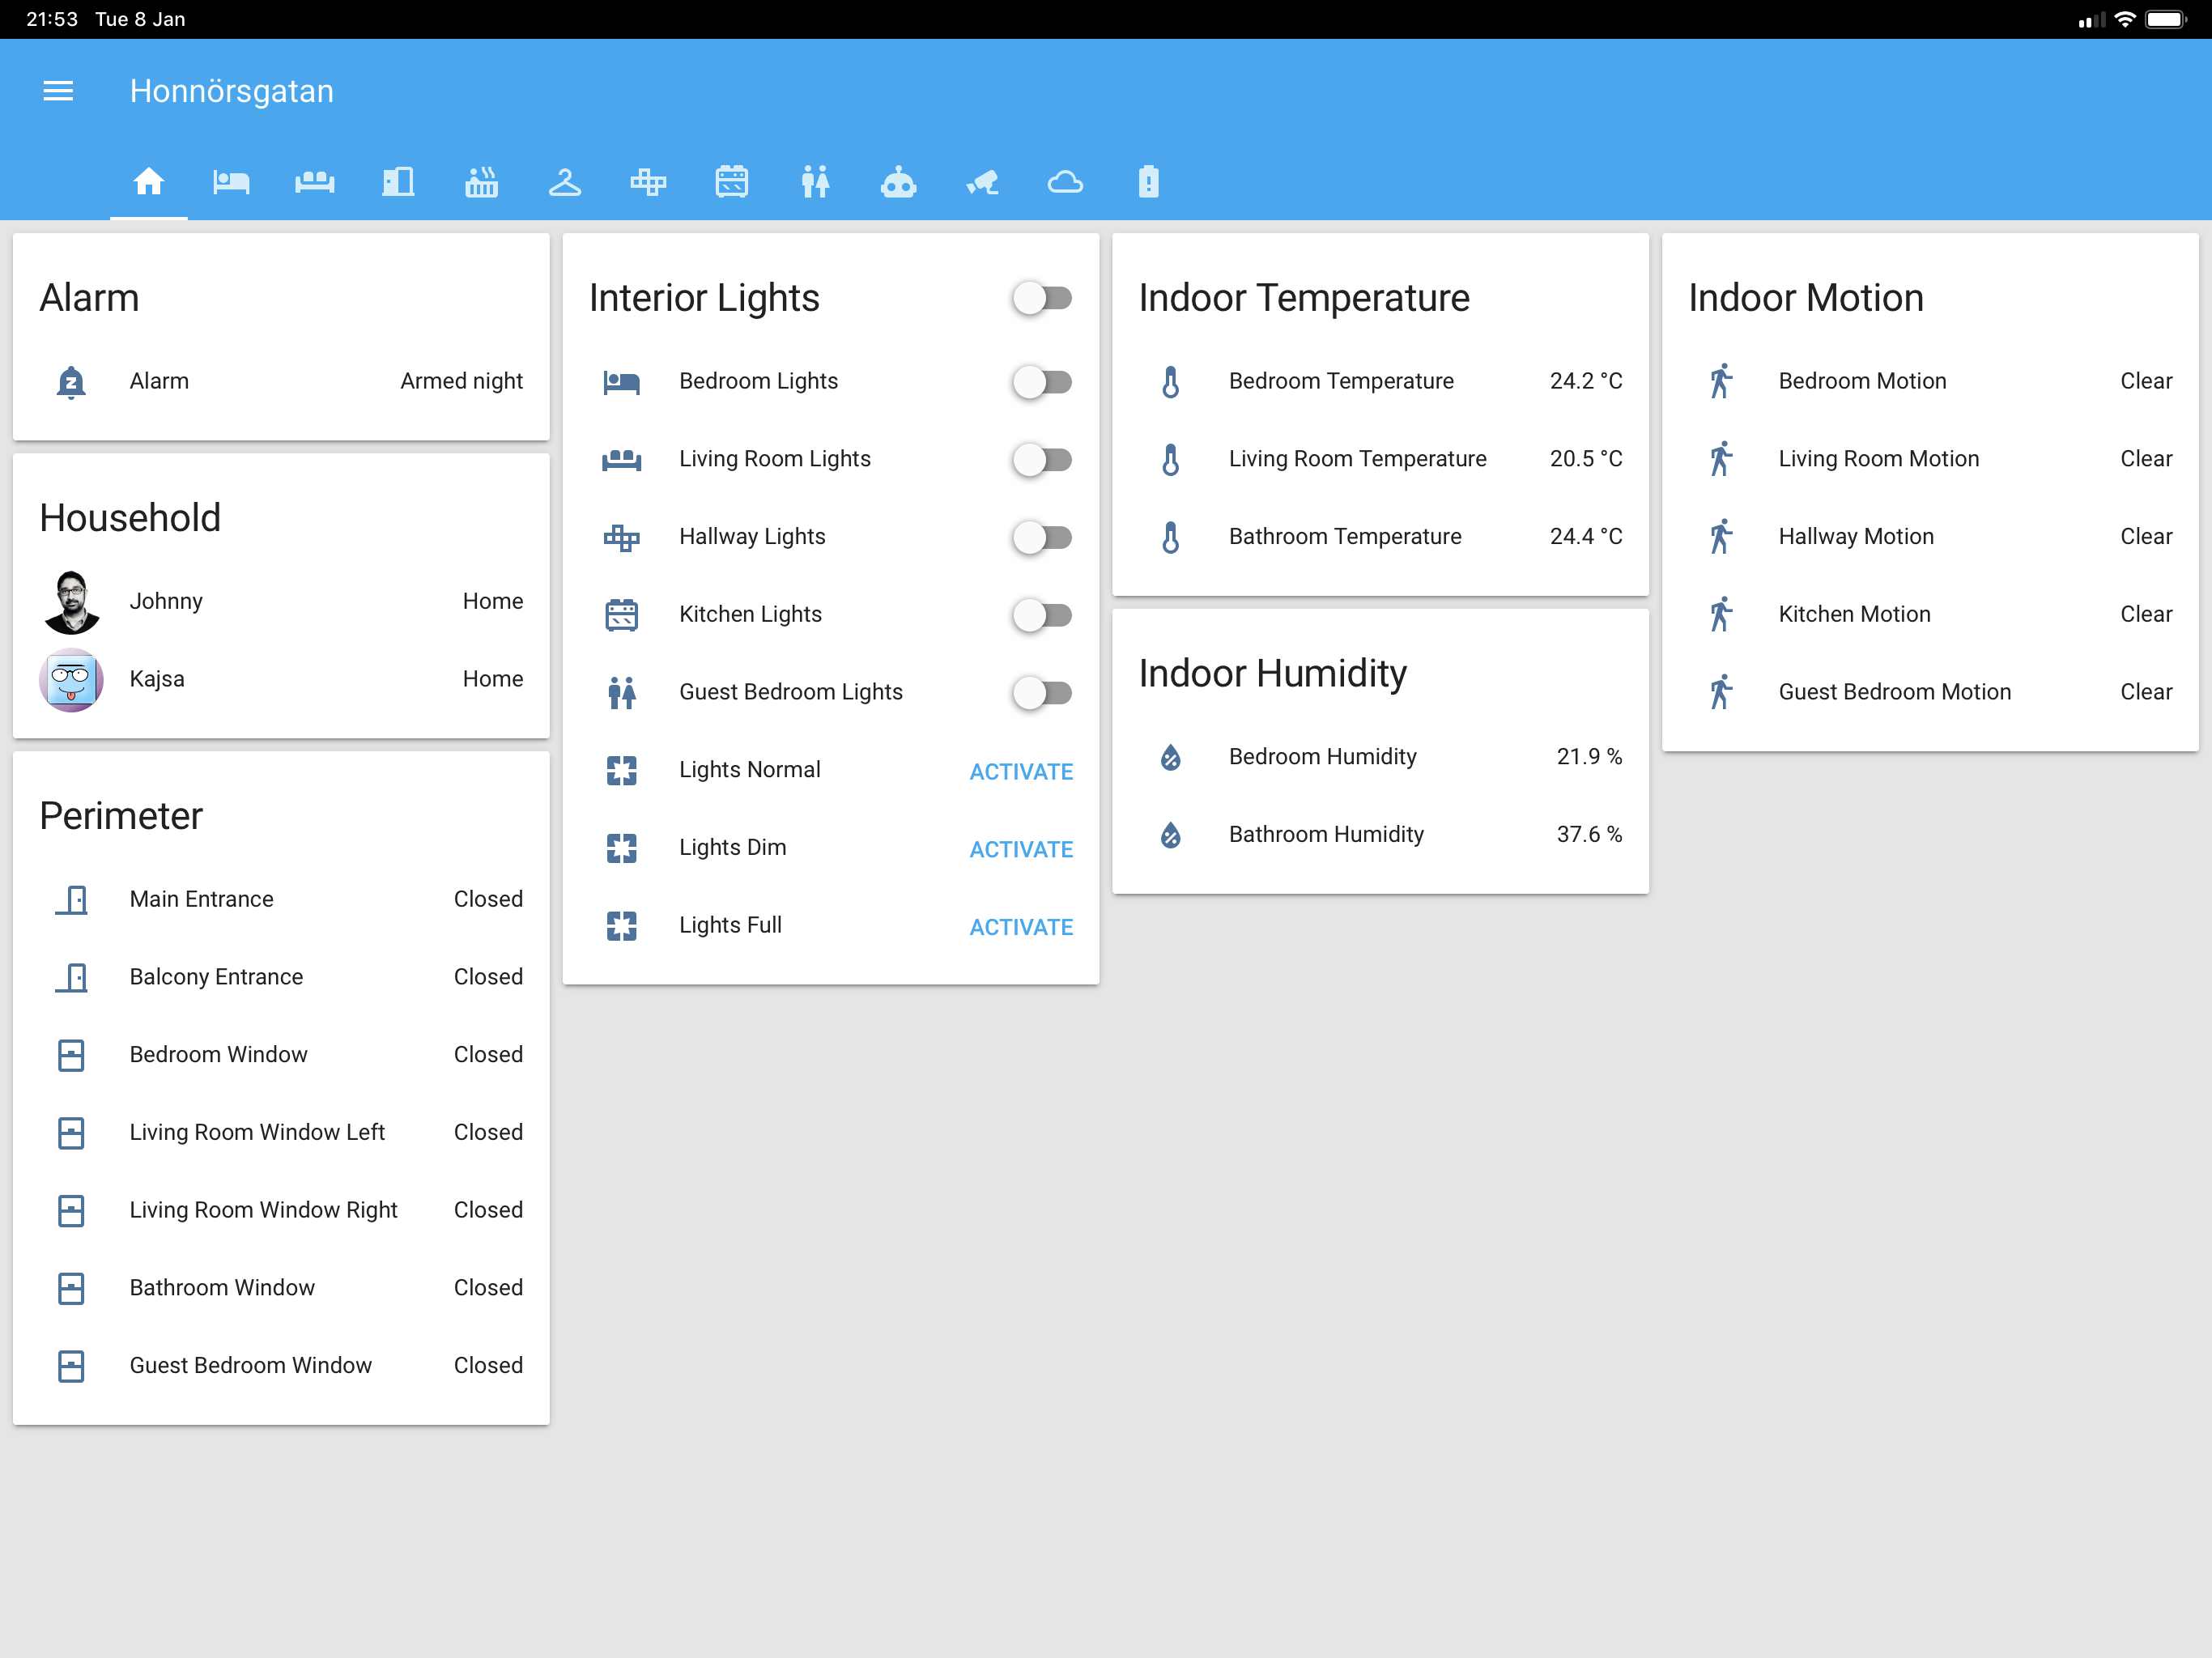 21:53 Tue 8 Jan
Honnörsgatan
Alarm
Alarm Armed night
Household
Johnny Home
Kajsa Home
Perimeter
Main Entrance Closed
Balcony Entrance Closed
Bedroom Window Closed
Living Room Window Left Closed
Living Room Window Right Closed
Bathroom Window Closed
Guest Bedroom Window Closed
Interior Lights
Bedroom Lights
Living Room Lights
Hallway Lights
Kitchen Lights
Guest Bedroom Lights
Lights Normal ACTIVATE
Lights Dim ACTIVATE
Lights Full ACTIVATE
Indoor Temperature
Bedroom Temperature 24.2 °C
Living Room Temperature 20.5 °C
Bathroom Temperature 24.4 °C
Indoor Humidity
Bedroom Humidity 21.9 %
Bathroom Humidity 37.6 %
Indoor Motion
Bedroom Motion Clear
Living Room Motion Clear
Hallway Motion Clear
Kitchen Motion Clear
Guest Bedroom Motion Clear